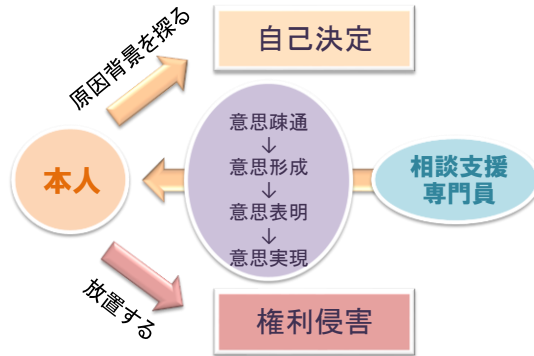 原因背景を探る
自己決定
意思疎通
↓
意思形成
↓
意思表明
↓
意思実現
本人
相談支援
専門員
放置する
権利侵害